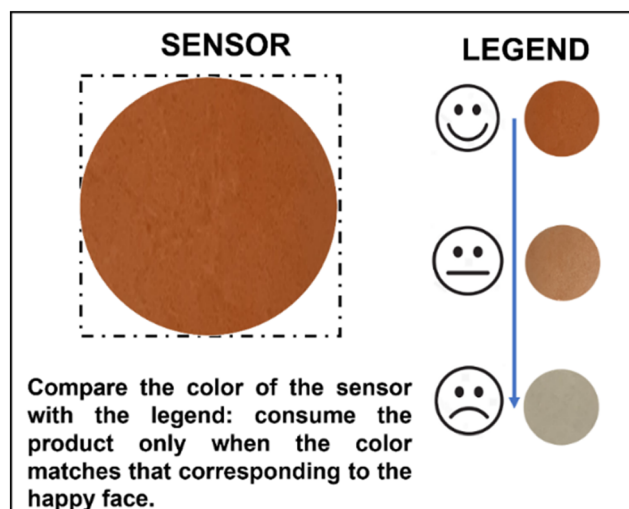 SENSOR
LEGEND
Compare the color of the sensor
with the legend: consume the
product only when the color
matches that corresponding to the
happy face.